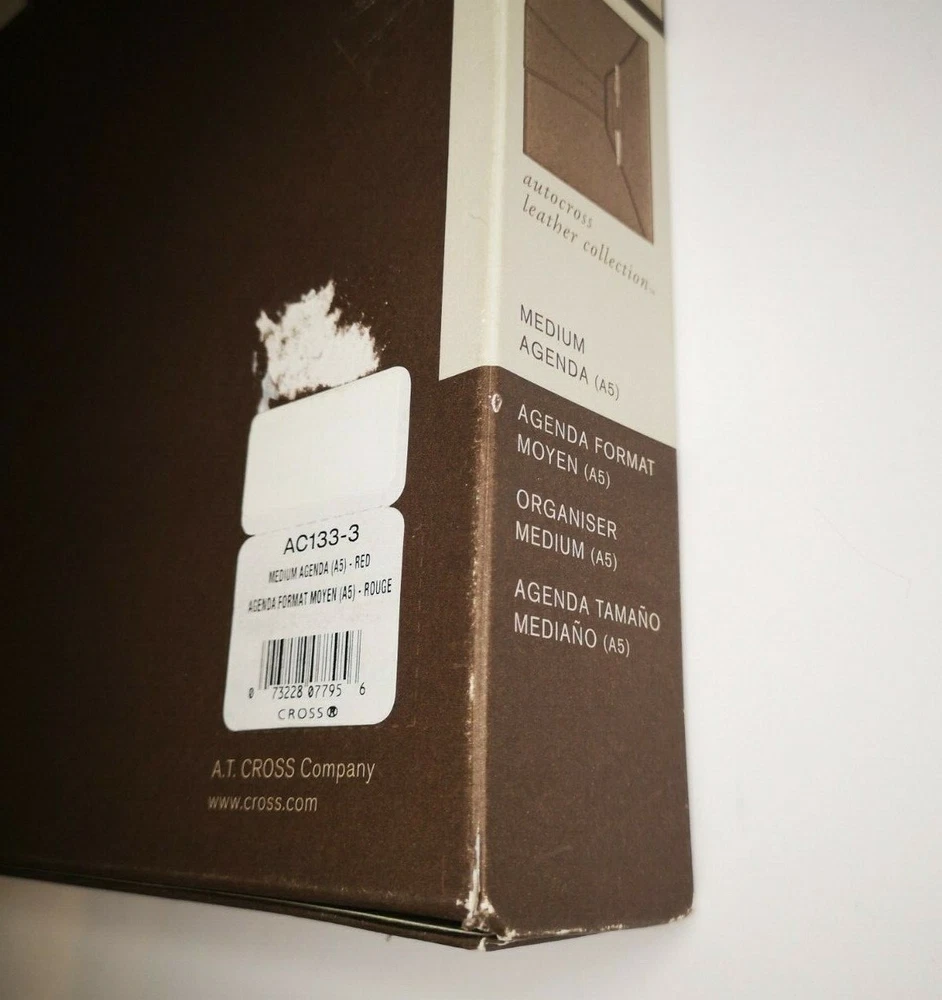 autocross
leather collection™
MEDIUM
AGENDA (A5)
AGENDA FORMAT
MOYEN (A5)
ORGANISER
MEDIUM (A5)
AGENDA TAMAÑO
MEDIAÑO (A5)
AC133-3
MEDIUM AGENDA (A5) - RED
AGENDA FORMAT MOYEN (A5) - ROUGE
0 73228 07795 6
CROSS®
A.T. CROSS Company
www.cross.com